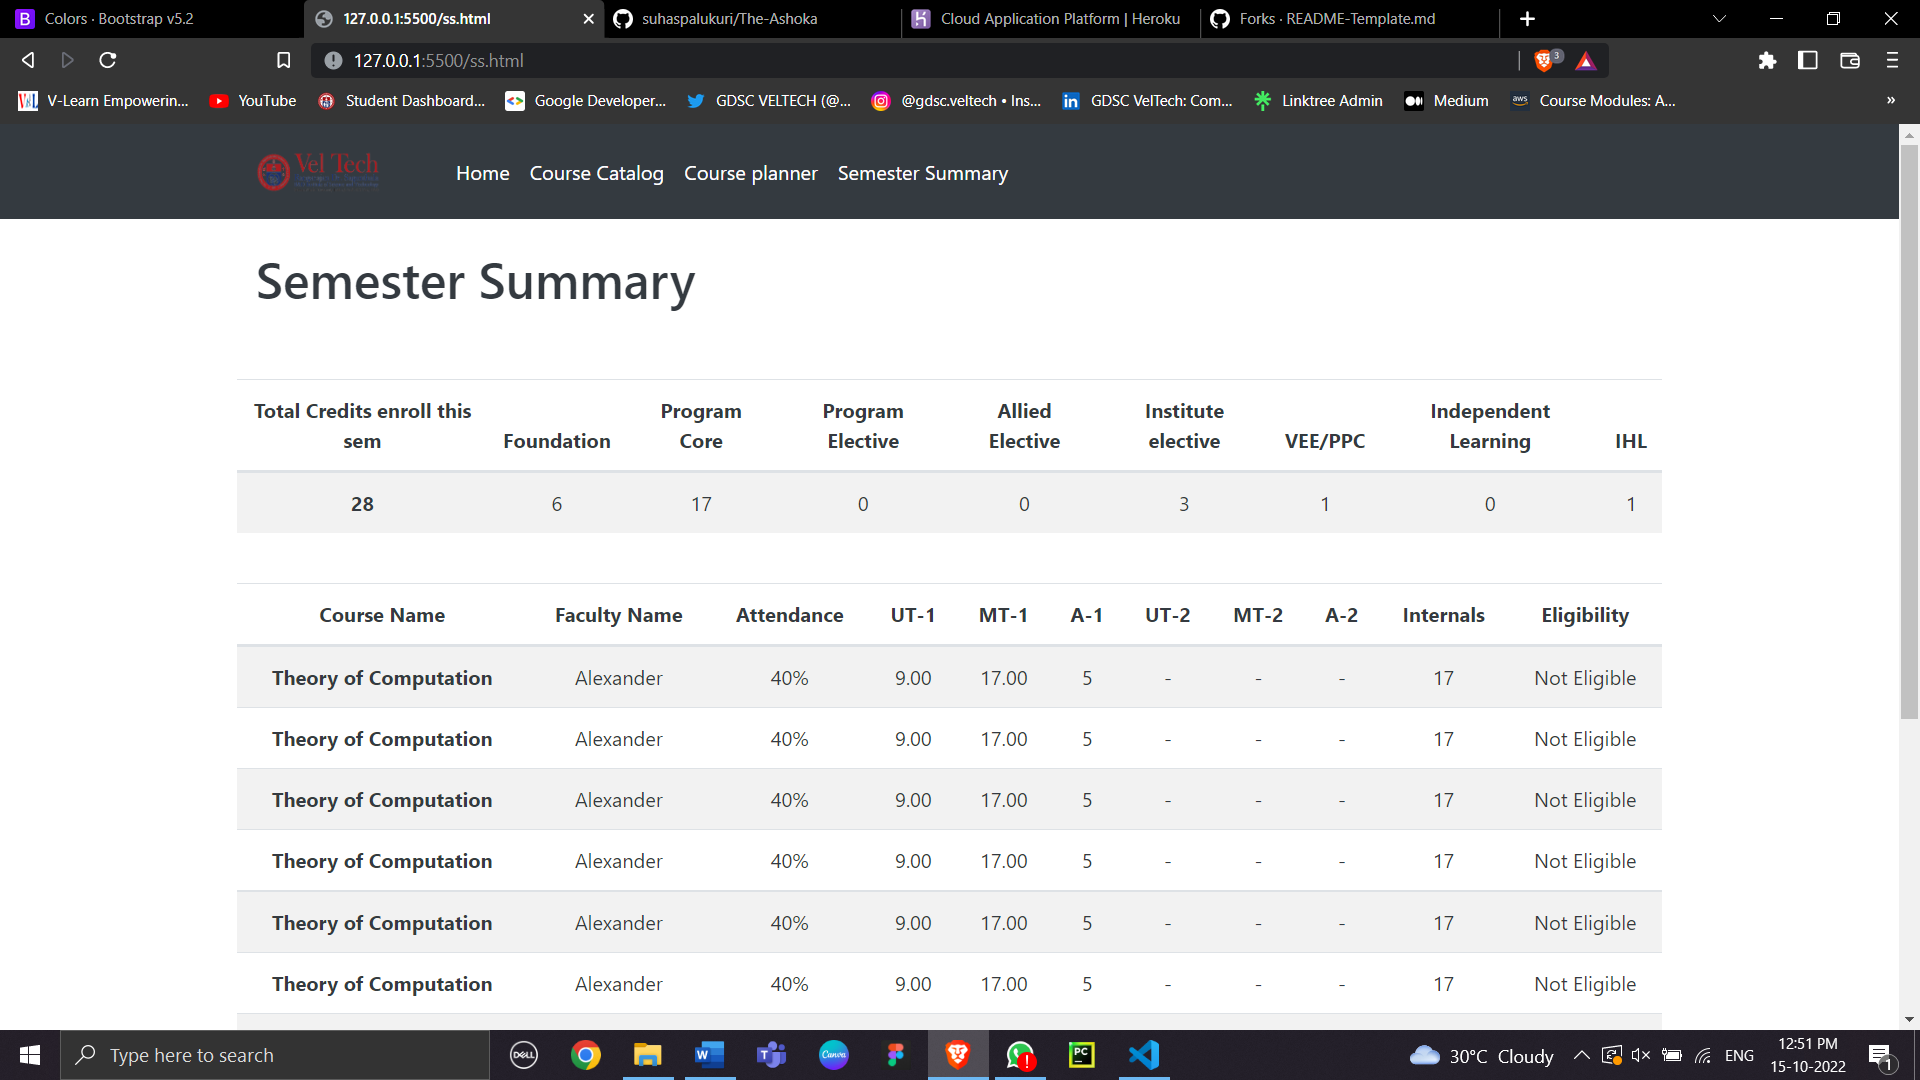 Colors · Bootstrap v5.2
127.0.0.1:5500/ss.html
suhaspalukuri/The-Ashoka
Cloud Application Platform | Heroku
Forks · README-Template.md
127.0.0.1:5500/ss.html
3
V-Learn Empowerin...
YouTube
Student Dashboard...
Google Developer...
GDSC VELTECH (@...
@gdsc.veltech • Ins...
GDSC VelTech: Com...
Linktree Admin
Medium
aws
Course Modules: A...
»
Vel Tech
Home Course Catalog Course planner Semester Summary
Semester Summary
Total Credits enroll this sem Foundation Program Core Program Elective Allied Elective Institute elective VEE/PPC Independent Learning IHL
28 6 17 0 0 3 1 0 1
Course Name Faculty Name Attendance UT-1 MT-1 A-1 UT-2 MT-2 A-2 Internals Eligibility
Theory of Computation Alexander 40% 9.00 17.00 5 - - - 17 Not Eligible
Theory of Computation Alexander 40% 9.00 17.00 5 - - - 17 Not Eligible
Theory of Computation Alexander 40% 9.00 17.00 5 - - - 17 Not Eligible
Theory of Computation Alexander 40% 9.00 17.00 5 - - - 17 Not Eligible
Theory of Computation Alexander 40% 9.00 17.00 5 - - - 17 Not Eligible
Theory of Computation Alexander 40% 9.00 17.00 5 - - - 17 Not Eligible
Type here to search
DELL
Canva
PC
30°C Cloudy
ENG
12:51 PM
15-10-2022
1